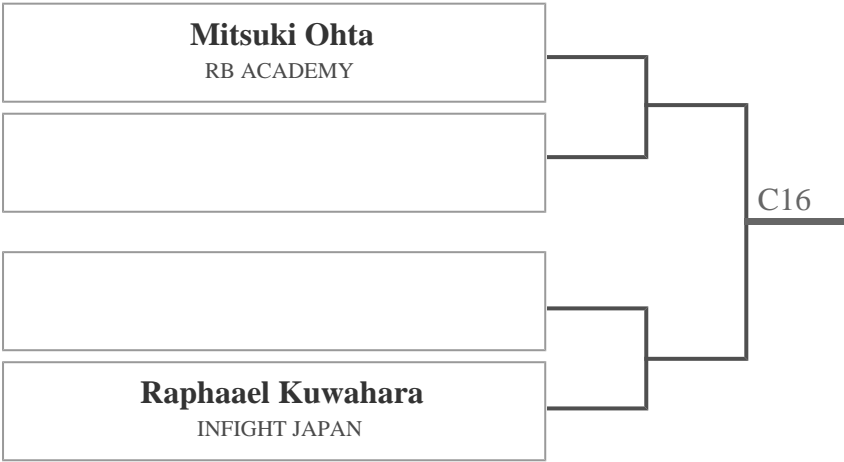 Mitsuki Ohta
RB ACADEMY
C16
Raphaael Kuwahara
INFIGHT JAPAN